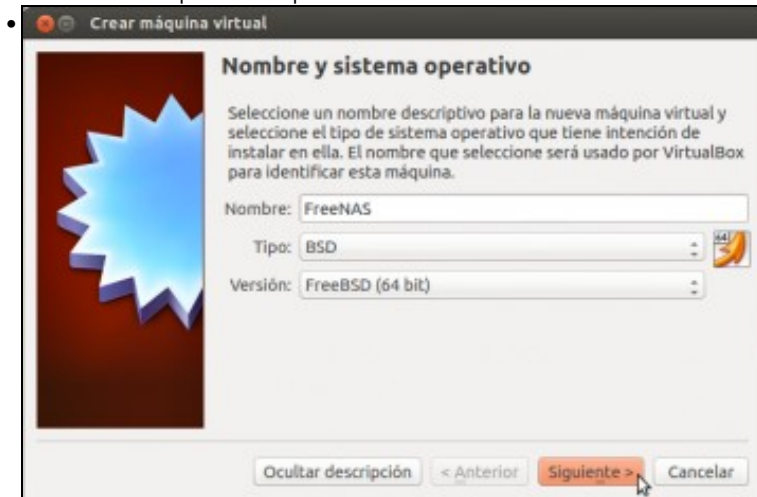 Crear máquina virtual
Nombre y sistema operativo
Seleccione un nombre descriptivo para la nueva máquina virtual y
seleccione el tipo de sistema operativo que tiene intención de
instalar en ella. El nombre que seleccione será usado por VirtualBox
para identificar esta máquina.
Nombre: FreeNAS
Tipo: BSD
64
Versión: FreeBSD (64 bit)
Ocultar descripción < Anterior Siguiente > Cancelar